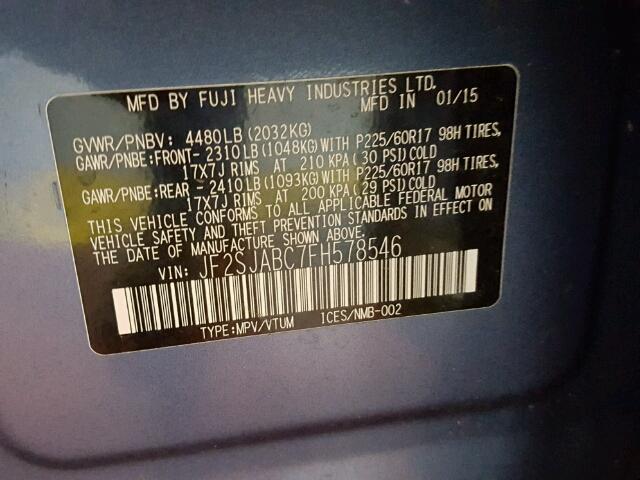 MFD BY FUJI HEAVY INDUSTRIES LTD.
MFD IN 01/15
GVWR/PNBV: 4480LB(2032KG)
GAWR/PNBE:FRONT-2310LB(1048KG)WITH P225/60R17 98H TIRES,
17X7J RIMS AT 210 KPA(30 PSI)COLD
GAWR/PNBE:REAR -2410LB(1093KG)WITH P225/60R17 98H TIRES,
17X7J RIMS AT 200 KPA(29 PSI)COLD
THIS VEHICLE CONFORMS TO ALL APPLICABLE FEDERAL MOTOR
VEHICLE SAFETY AND THEFT PREVENTION STANDARDS IN EFFECT ON
THE DATE OF MANUFACTURE SHOWN ABOVE.
VIN: JF2SJABC7FH578546
TYPE:MPV/VTUM ICES/NMB-002